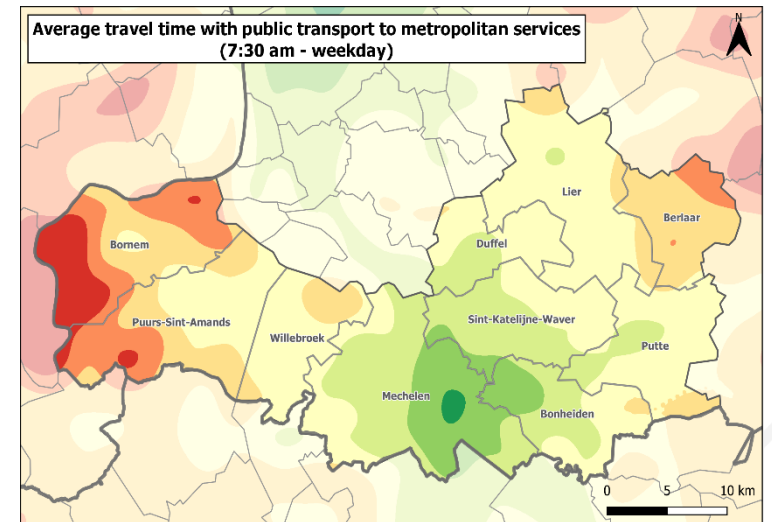 Average travel time with public transport to metropolitan services
(7:30 am - weekday)
N
Lier
Berlaar
Bornem
Duffel
Puurs-Sint-Amands
Sint-Katelijne-Waver
Willebroek
Putte
Mechelen
Bonheiden
0 5 10 km